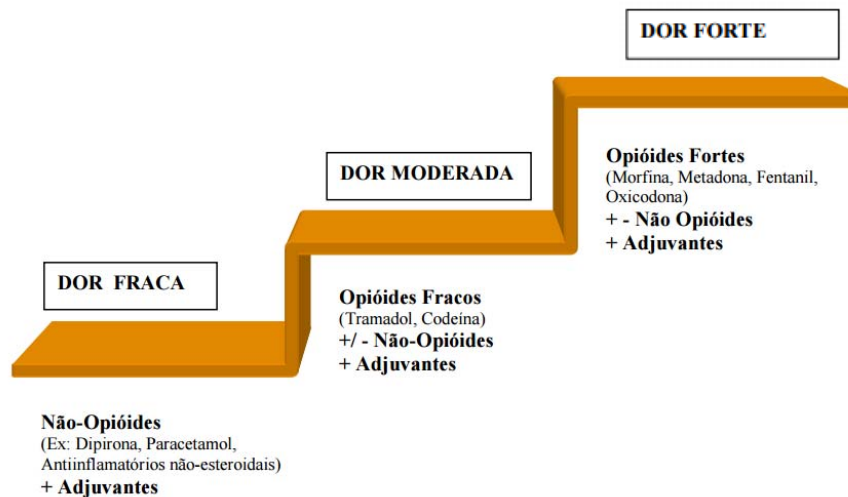 DOR FORTE
Opióides Fortes
(Morfina, Metadona, Fentanil,
Oxicodona)
+ - Não Opióides
+ Adjuvantes
DOR MODERADA
Opióides Fracos
(Tramadol, Codeína)
+/ - Não-Opióides
+ Adjuvantes
DOR FRACA
Não-Opióides
(Ex: Dipirona, Paracetamol,
Antiinflamatórios não-esteroidais)
+ Adjuvantes